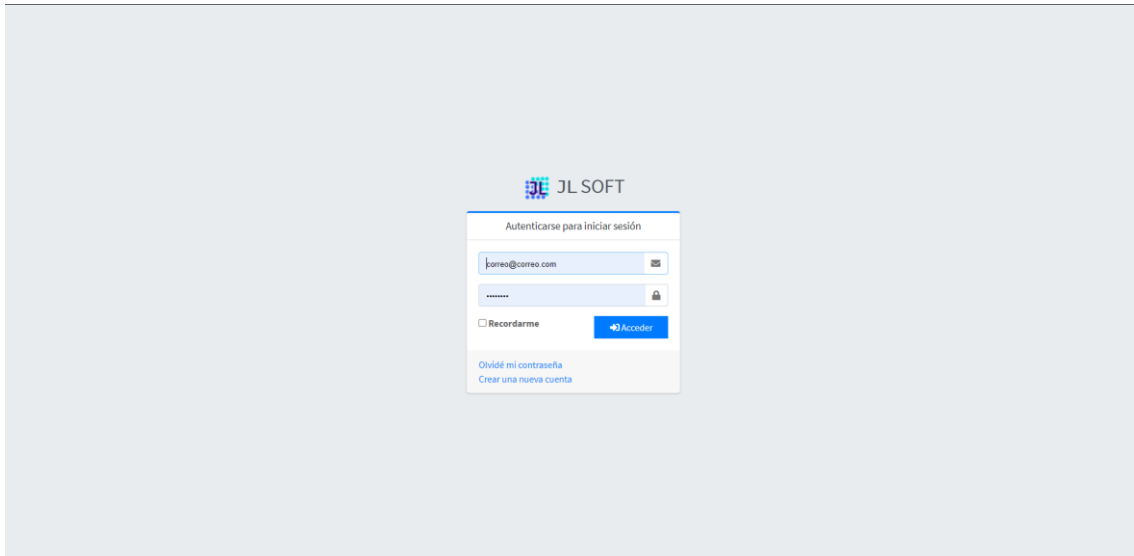 JL JL SOFT
Autenticarse para iniciar sesión
correo@correo.com
••••••••
Recordarme
Acceder
Olvidé mi contraseña
Crear una nueva cuenta